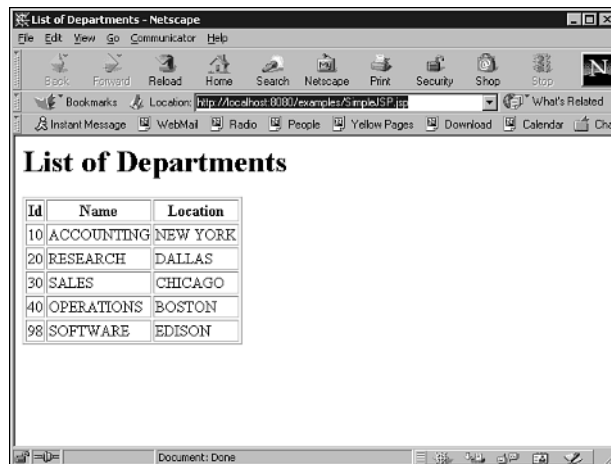 List of Departments - Netscape
File Edit View Go Communicator Help
Back Forward Reload Home Search Netscape Print Security Shop Stop
N
Bookmarks Location: http://localhost:8080/examples/SimpleJSP.jsp What's Related
Instant Message WebMail Radio People Yellow Pages Download Calendar Cha
List of Departments
Id Name Location
10 ACCOUNTING NEW YORK
20 RESEARCH DALLAS
30 SALES CHICAGO
40 OPERATIONS BOSTON
98 SOFTWARE EDISON
Document: Done